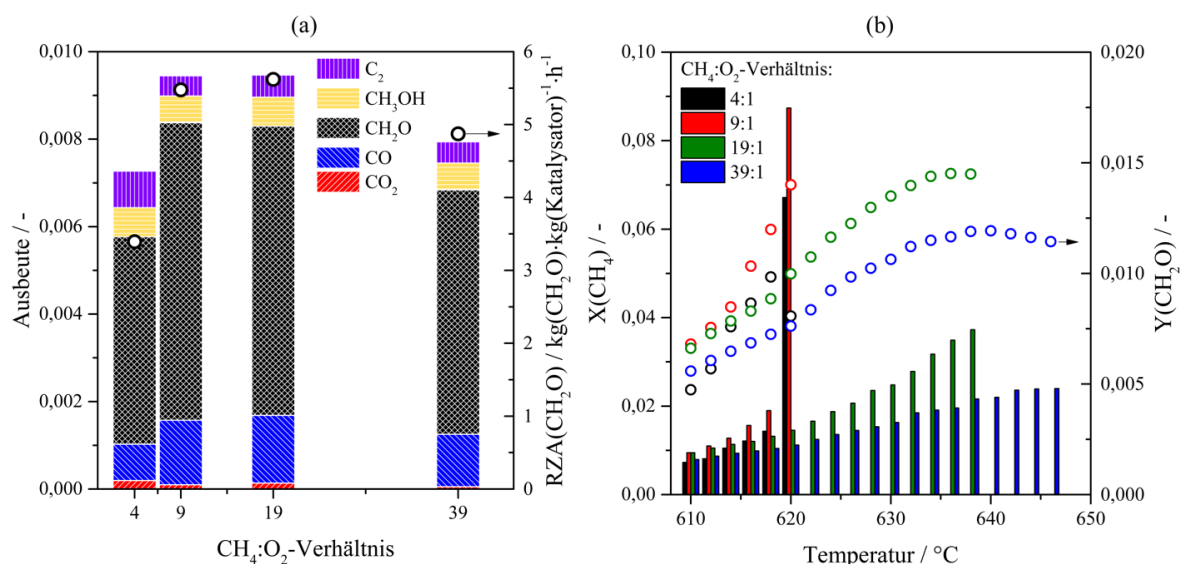 (a)
0,010
0,008
0,006
0,004
0,002
0,000
Ausbeute / -
C₂
CH₃OH
CH₂O
CO
CO₂
6
5
4
3
2
1
0
RZA(CH₂O) / kg(CH₂O)·kg(Katalysator)⁻¹·h⁻¹
4
9
19
39
CH₄:O₂-Verhältnis
(b)
0,10
0,08
0,06
0,04
0,02
0,00
X(CH₄) / -
CH₄:O₂-Verhältnis:
4:1
9:1
19:1
39:1
0,020
0,015
0,010
0,005
0,000
Y(CH₂O) / -
610
620
630
640
650
Temperatur / °C